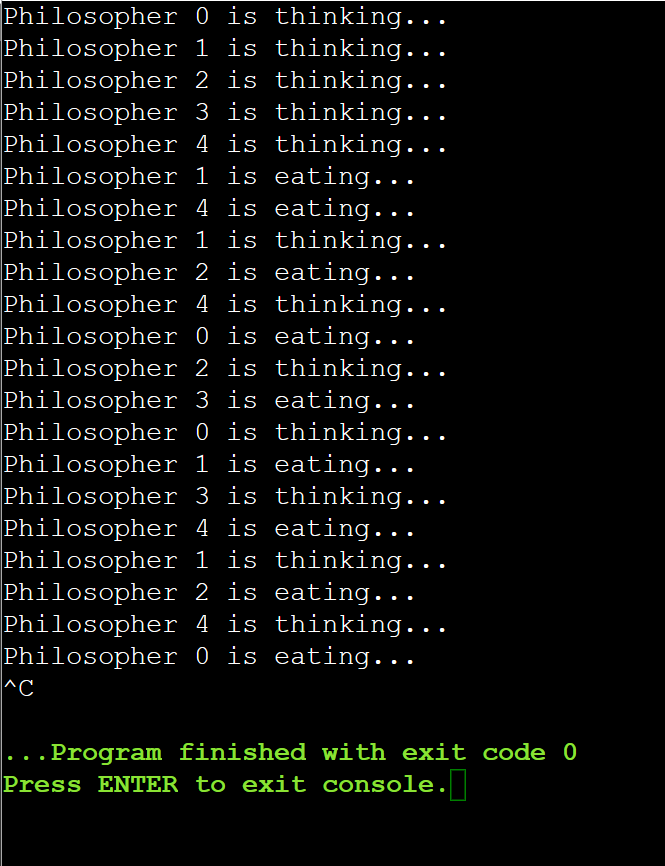 Philosopher 0 is thinking...
Philosopher 1 is thinking...
Philosopher 2 is thinking...
Philosopher 3 is thinking...
Philosopher 4 is thinking...
Philosopher 1 is eating...
Philosopher 4 is eating...
Philosopher 1 is thinking...
Philosopher 2 is eating...
Philosopher 4 is thinking...
Philosopher 0 is eating...
Philosopher 2 is thinking...
Philosopher 3 is eating...
Philosopher 0 is thinking...
Philosopher 1 is eating...
Philosopher 3 is thinking...
Philosopher 4 is eating...
Philosopher 1 is thinking...
Philosopher 2 is eating...
Philosopher 4 is thinking...
Philosopher 0 is eating...
^C
...Program finished with exit code 0
Press ENTER to exit console.